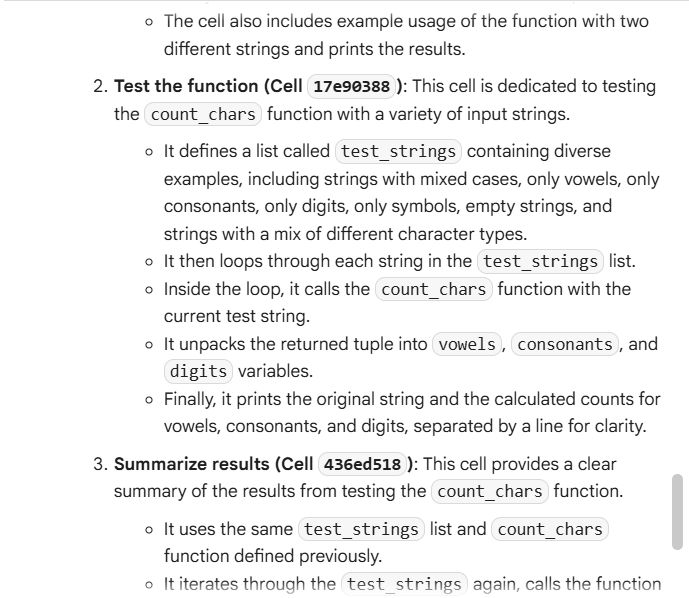 The cell also includes example usage of the function with two
different strings and prints the results.
2. Test the function (Cell 17e90388): This cell is dedicated to testing
the count_chars function with a variety of input strings.
It defines a list called test_strings containing diverse
examples, including strings with mixed cases, only vowels, only
consonants, only digits, only symbols, empty strings, and
strings with a mix of different character types.
It then loops through each string in the test_strings list.
Inside the loop, it calls the count_chars function with the
current test string.
It unpacks the returned tuple into vowels, consonants, and
digits variables.
Finally, it prints the original string and the calculated counts for
vowels, consonants, and digits, separated by a line for clarity.
3. Summarize results (Cell 436ed518): This cell provides a clear
summary of the results from testing the count_chars function.
It uses the same test_strings list and count_chars
function defined previously.
It iterates through the test_strings again, calls the function